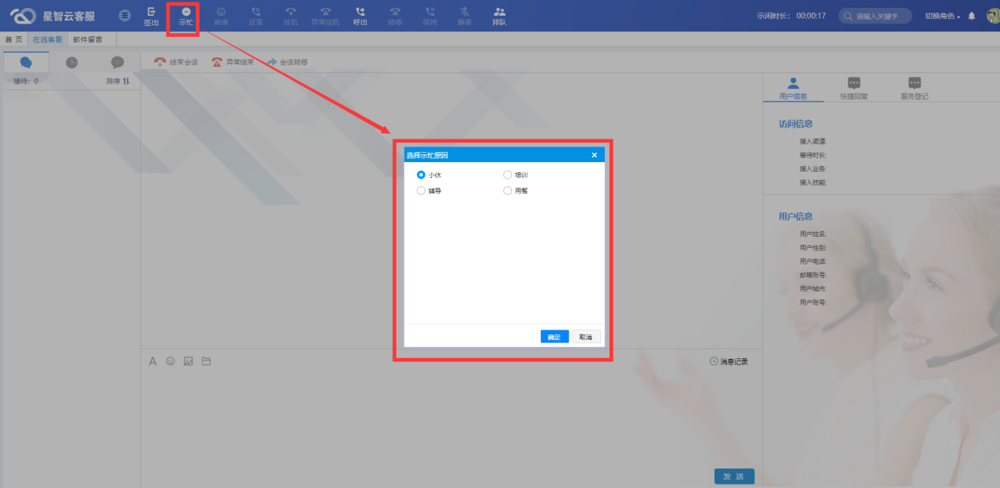 星智云客服
签出 示忙 就绪 应答 挂机 异常挂机 呼出 转移 保持 静音 排队
示闲时长: 00:00:17 请输入关键字 切换角色
首 页 在线客服 邮件留言
结束会话 异常结束 会话转移
接待: 0 排序
用户信息 快捷回复 服务登记
访问信息
接入渠道:
等待时长:
接入业务:
接入技能:
用户信息
用户姓名:
用户性别:
用户电话:
邮箱账号:
用户城市:
用户账号:
选择示忙原因
小休 培训
辅导 用餐
确定 取消
消息记录
发 送